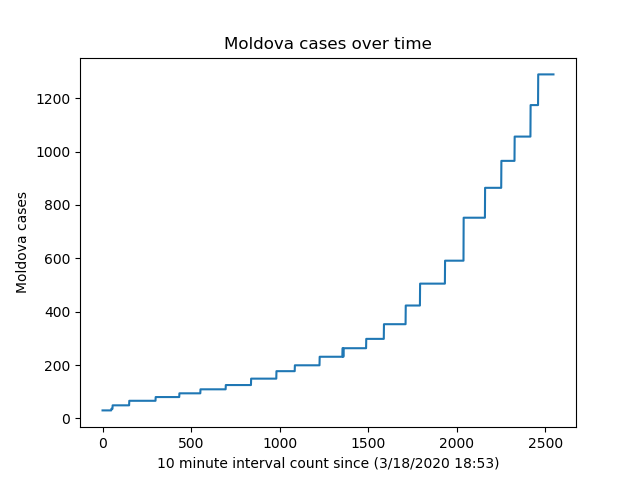 Moldova cases over time
1200
1000
800
600
400
200
0
Moldova cases
0 500 1000 1500 2000 2500
10 minute interval count since (3/18/2020 18:53)